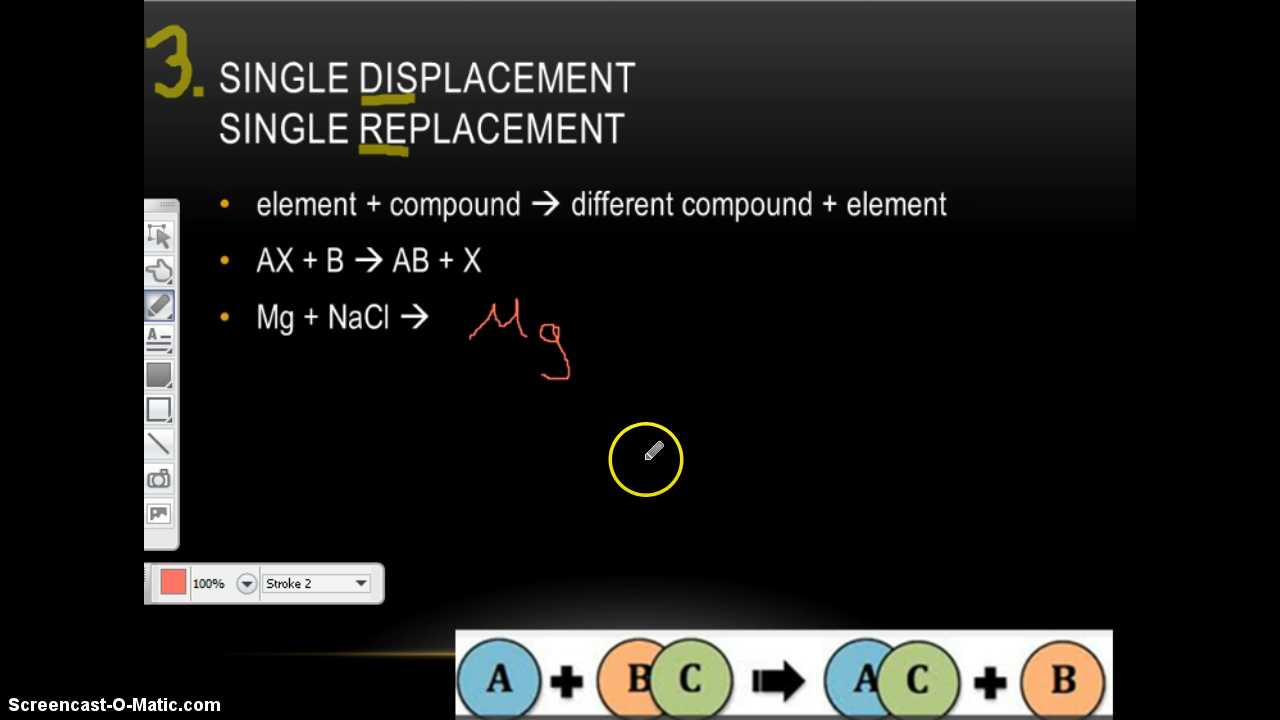 3. SINGLE DISPLACEMENT
SINGLE REPLACEMENT
• element + compound → different compound + element
• AX + B → AB + X
• Mg + NaCl → Mg
A
100% Stroke 2
A + B C → A C + B
Screencast-O-Matic.com